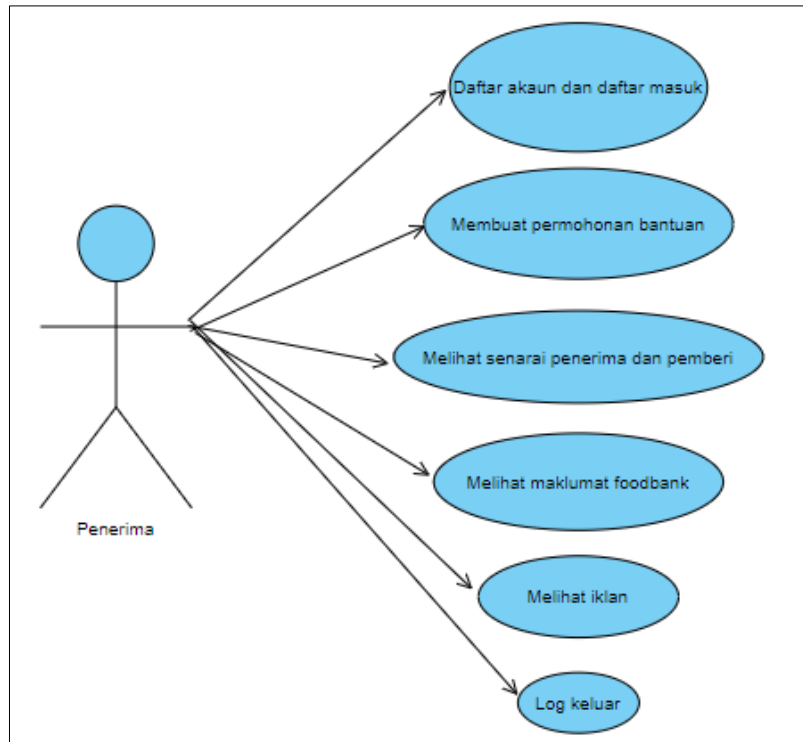 Daftar akaun dan daftar masuk
Membuat permohonan bantuan
Melihat senarai penerima dan pemberi
Melihat maklumat foodbank
Penerima
Melihat iklan
Log keluar